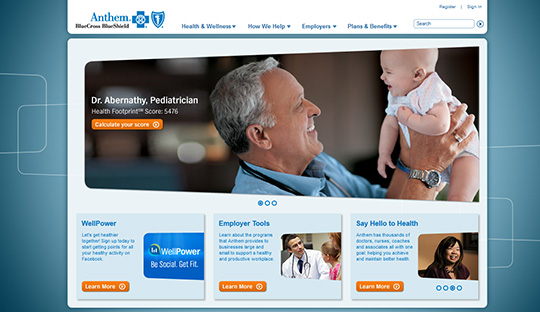 Register | Sign In
Anthem.
BlueCross BlueShield
Health & Wellness
How We Help
Employers
Plans & Benefits
Search
Dr. Abernathy, Pediatrician
Health Footprint™ Score: 5476
Calculate your score
WellPower
Let's get healthier
together! Sign up today to
start getting points for all
your healthy activity on
Facebook.
WellPower
Be Social. Get Fit.
Learn More
Employer Tools
Learn about the programs
that Anthem provides to
businesses large and
small to support a healthy
and productive workplace.
Learn More
Say Hello to Health
Anthem has thousands of
doctors, nurses, coaches
and associates all with one
goal: helping you achieve
and maintain better health.
Learn More